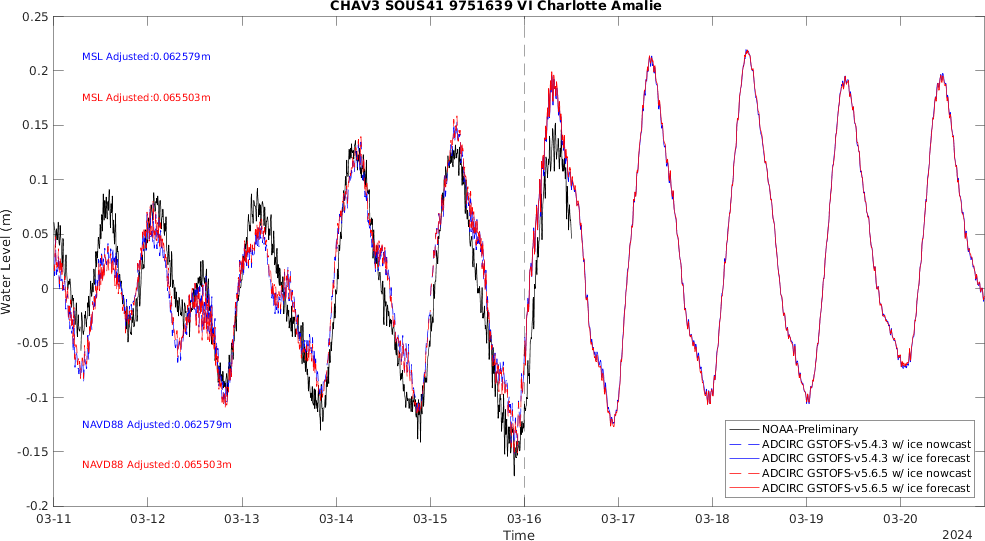 CHAV3 SOUS41 9751639 VI Charlotte Amalie
0.25
0.2
0.15
0.1
0.05
0
-0.05
-0.1
-0.15
-0.2
Water Level (m)
MSL Adjusted:0.062579m
MSL Adjusted:0.065503m
NAVD88 Adjusted:0.062579m
NAVD88 Adjusted:0.065503m
NOAA-Preliminary
ADCIRC GSTOFS-v5.4.3 w/ ice nowcast
ADCIRC GSTOFS-v5.4.3 w/ ice forecast
ADCIRC GSTOFS-v5.6.5 w/ ice nowcast
ADCIRC GSTOFS-v5.6.5 w/ ice forecast
03-11 03-12 03-13 03-14 03-15 03-16 03-17 03-18 03-19 03-20
Time
2024